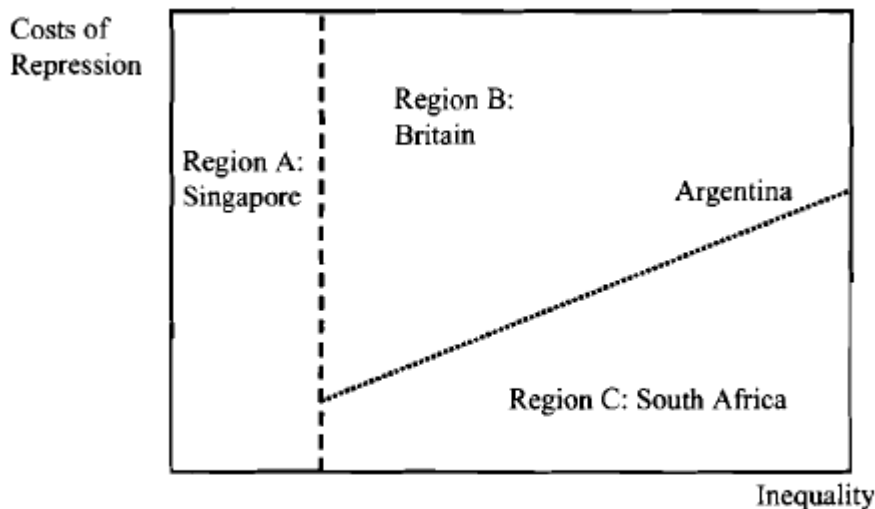 Costs of
Repression
Region B:
Britain
Region A:
Singapore
Argentina
Region C: South Africa
Inequality